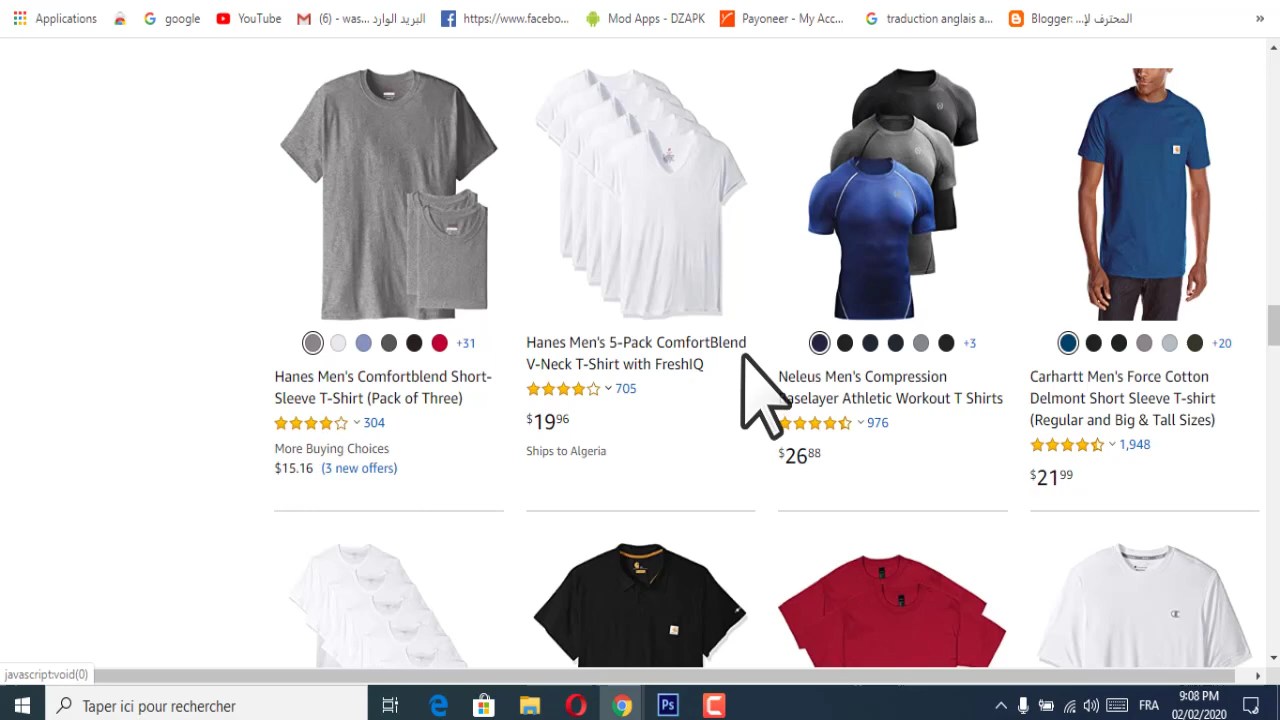 Applications
google
YouTube
(6) - was... البريد الوارد
https://www.facebo...
Mod Apps - DZAPK
Payoneer - My Acc...
traduction anglais a...
Blogger: المحترف لإ...
»
+31
Hanes Men's Comfortblend Short-
Sleeve T-Shirt (Pack of Three)
304
More Buying Choices
$15.16 (3 new offers)
Hanes Men's 5-Pack ComfortBlend
V-Neck T-Shirt with FreshIQ
705
$19.96
Ships to Algeria
+3
Neleus Men's Compression
Baselayer Athletic Workout T Shirts
976
$26.88
+20
Carhartt Men's Force Cotton
Delmont Short Sleeve T-shirt
(Regular and Big & Tall Sizes)
1,948
$21.99
javascript:void(0)
Taper ici pour rechercher
Ps
FRA
9:08 PM
02/02/2020